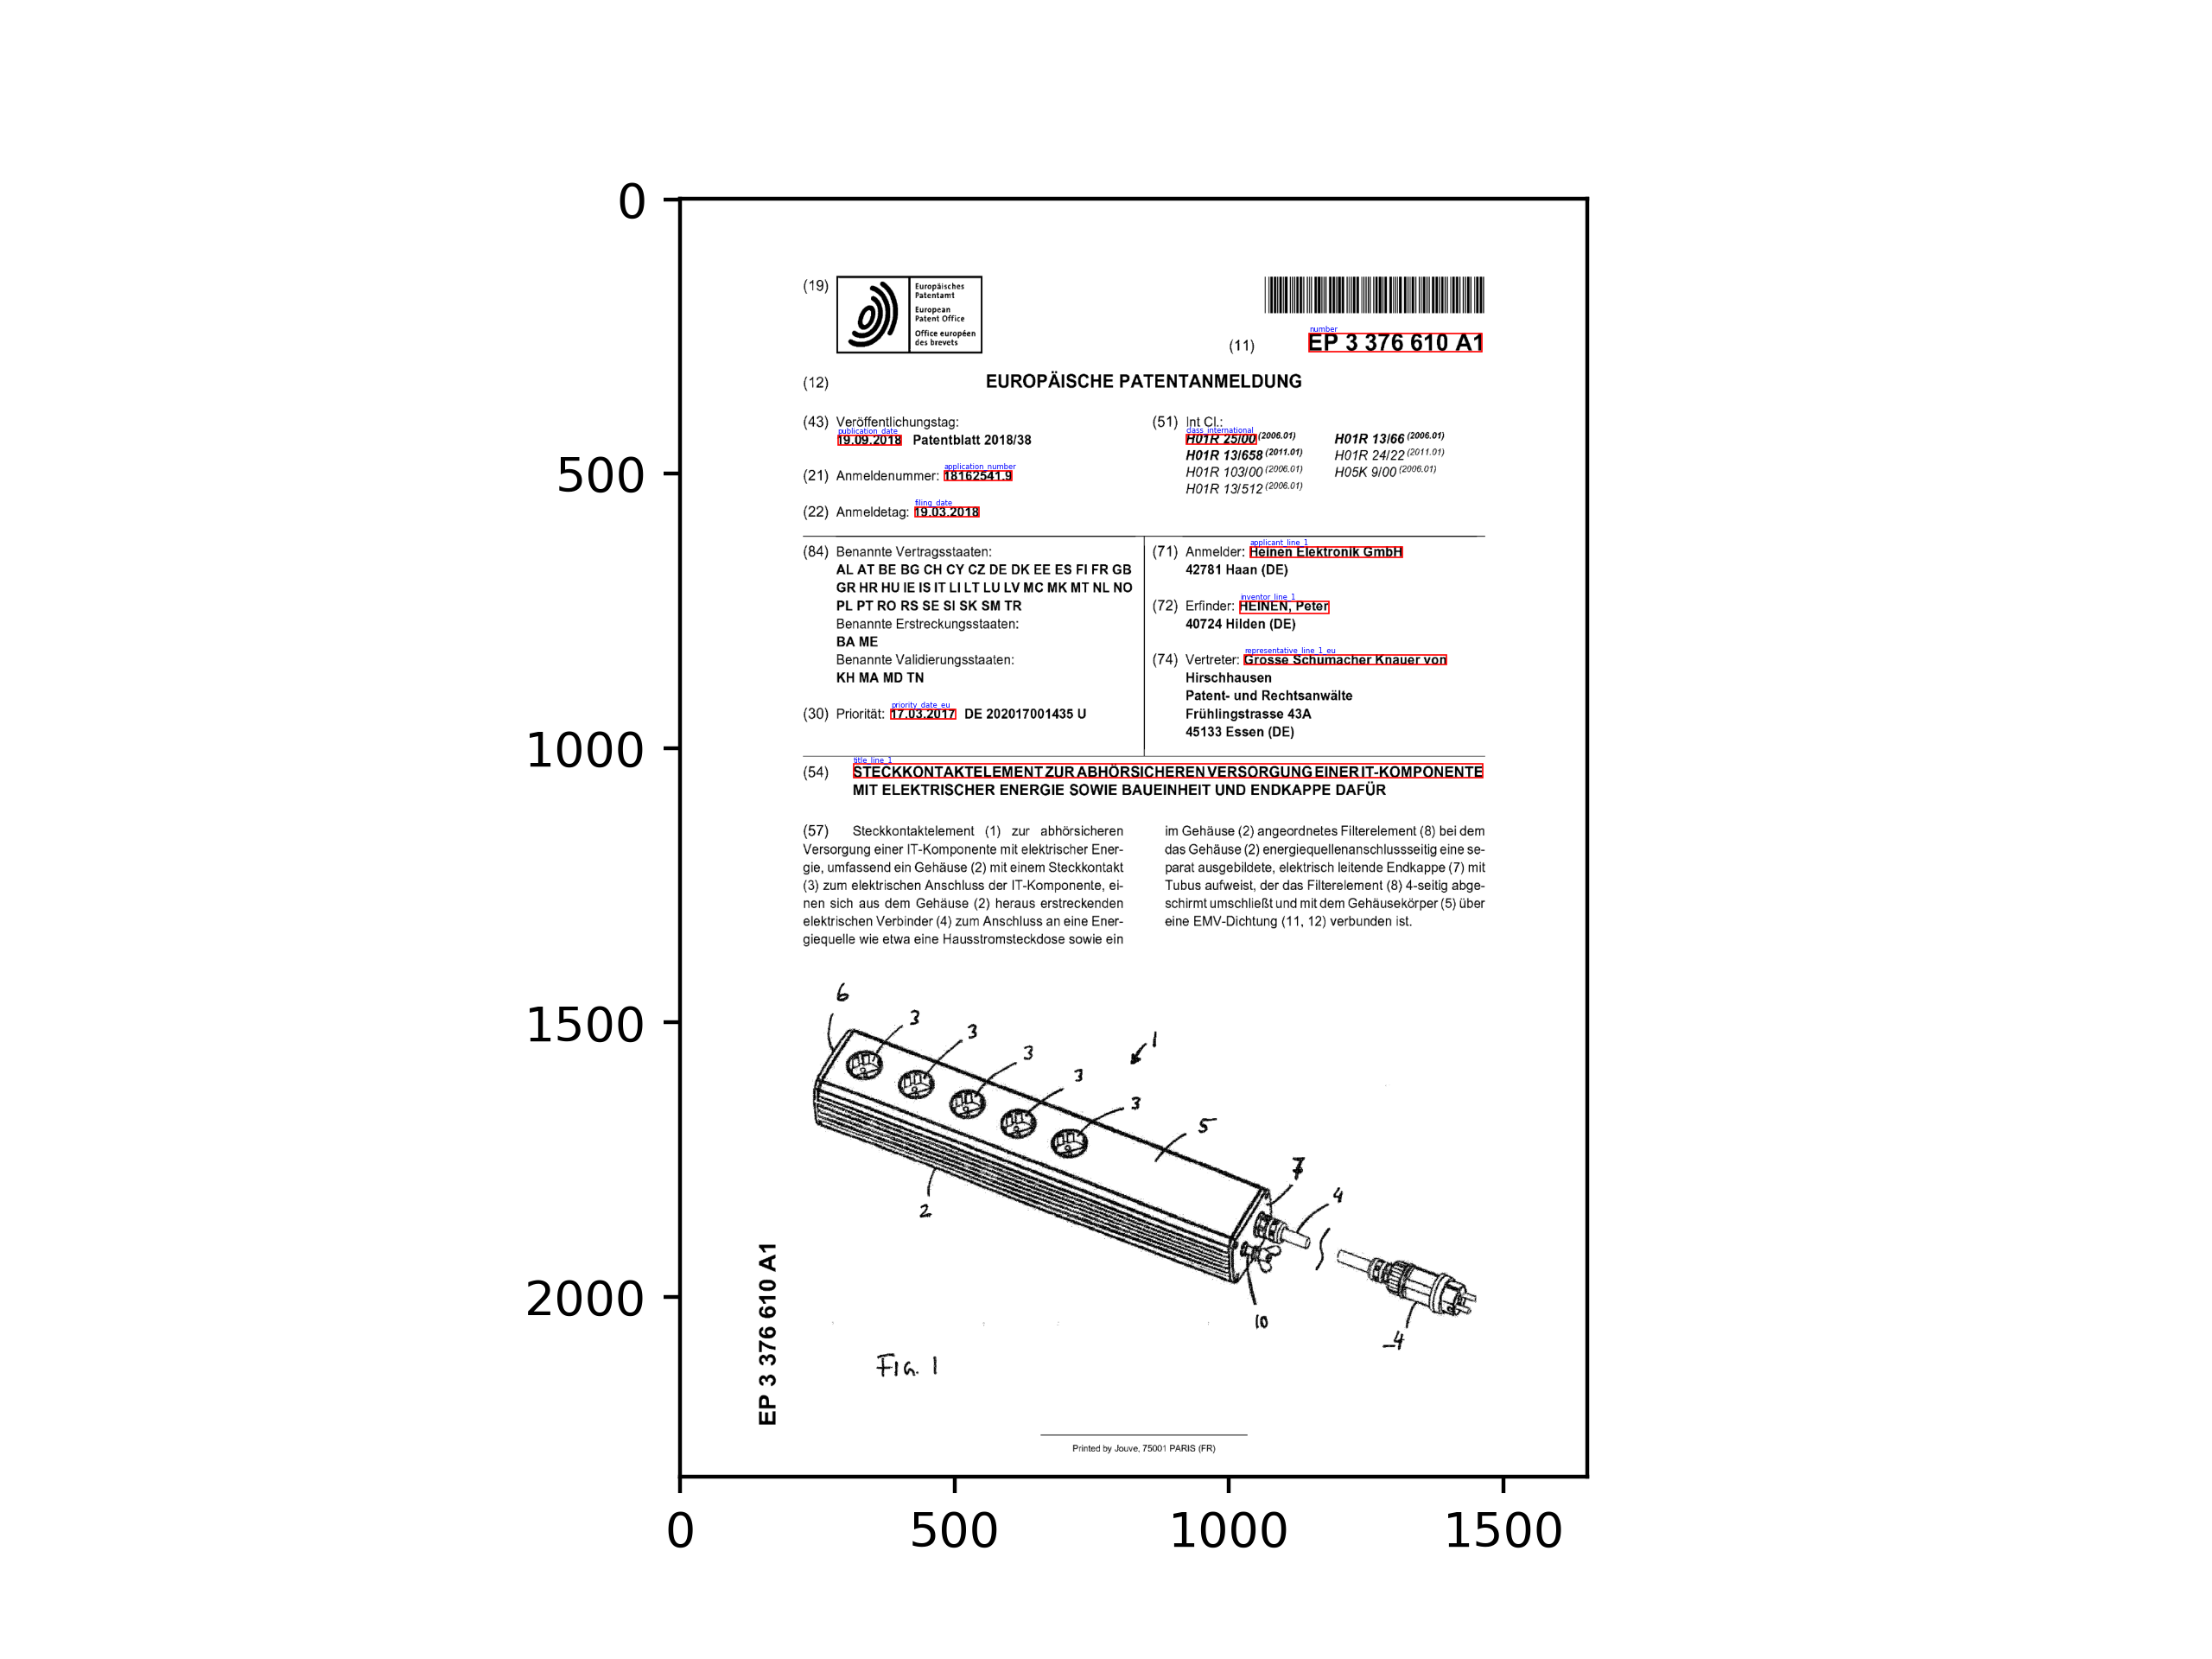 0
500
1000
1500
2000
0
500
1000
1500
(19)
Europäisches
Patentamt
European
Patent Office
Office européen
des brevets
number
(11) EP 3 376 610 A1
(12) EUROPÄISCHE PATENTANMELDUNG
(43) Veröffentlichungstag:
publication_date
19.09.2018 Patentblatt 2018/38
(21) Anmeldenummer: 18162541.9
application_number
(22) Anmeldetag: 19.03.2018
filing_date
(51) Int Cl.:
class_international
H01R 25/00 (2006.01) H01R 13/66 (2006.01)
H01R 13/658 (2011.01) H01R 24/22 (2011.01)
H01R 103/00 (2006.01) H05K 9/00 (2006.01)
H01R 13/512 (2006.01)
(84) Benannte Vertragsstaaten:
AL AT BE BG CH CY CZ DE DK EE ES FI FR GB
GR HR HU IE IS IT LI LT LU LV MC MK MT NL NO
PL PT RO RS SE SI SK SM TR
Benannte Erstreckungsstaaten:
BA ME
Benannte Validierungsstaaten:
KH MA MD TN
priority_date_eu
(30) Priorität: 17.03.2017 DE 202017001435 U
applicant_line_1
(71) Anmelder: Heinen Elektronik GmbH
42781 Haan (DE)
inventor_line_1
(72) Erfinder: HEINEN, Peter
40724 Hilden (DE)
representative_line_1_eu
(74) Vertreter: Grosse Schumacher Knauer von
Hirschhausen
Patent- und Rechtsanwälte
Frühlingstrasse 43A
45133 Essen (DE)
title_line_1
(54) STECKKONTAKTELEMENT ZUR ABHÖRSICHEREN VERSORGUNG EINER IT-KOMPONENTE
MIT ELEKTRISCHER ENERGIE SOWIE BAUEINHEIT UND ENDKAPPE DAFÜR
(57) Steckkontaktelement (1) zur abhörsicheren
Versorgung einer IT-Komponente mit elektrischer Ener-
gie, umfassend ein Gehäuse (2) mit einem Steckkontakt
(3) zum elektrischen Anschluss der IT-Komponente, ei-
nen sich aus dem Gehäuse (2) heraus erstreckenden
elektrischen Verbinder (4) zum Anschluss an eine Ener-
giequelle wie etwa eine Hausstromsteckdose sowie ein
im Gehäuse (2) angeordnetes Filterelement (8) bei dem
das Gehäuse (2) energiequellenanschlussseitig eine se-
parat ausgebildete, elektrisch leitende Endkappe (7) mit
Tubus aufweist, der das Filterelement (8) 4-seitig abge-
schirmt umschließt und mit dem Gehäusekörper (5) über
eine EMV-Dichtung (11, 12) verbunden ist.
6
3
3
3
3
3
1
5
7
4
2
10
4
Fig. 1
EP 3 376 610 A1
Printed by Jouve, 75001 PARIS (FR)